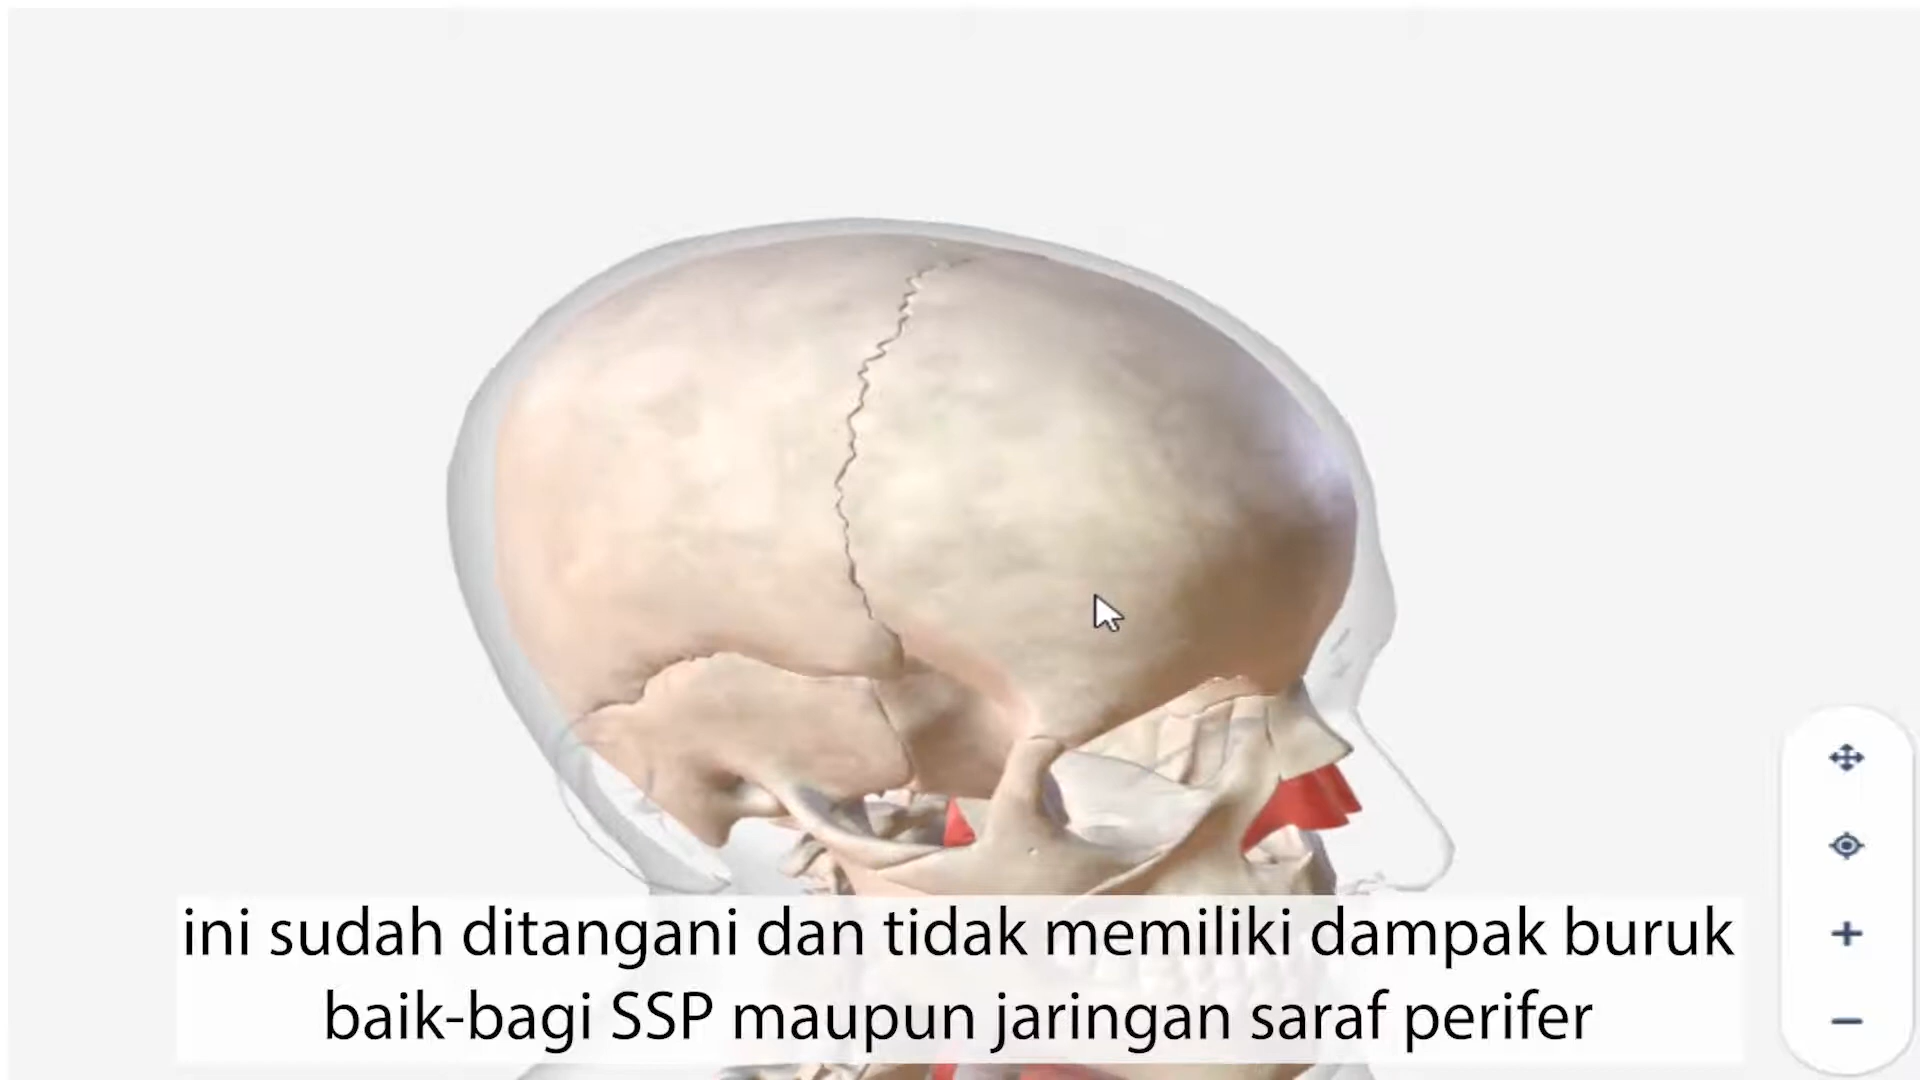 ini sudah ditangani dan tidak memiliki dampak buruk
baik-bagi SSP maupun jaringan saraf perifer